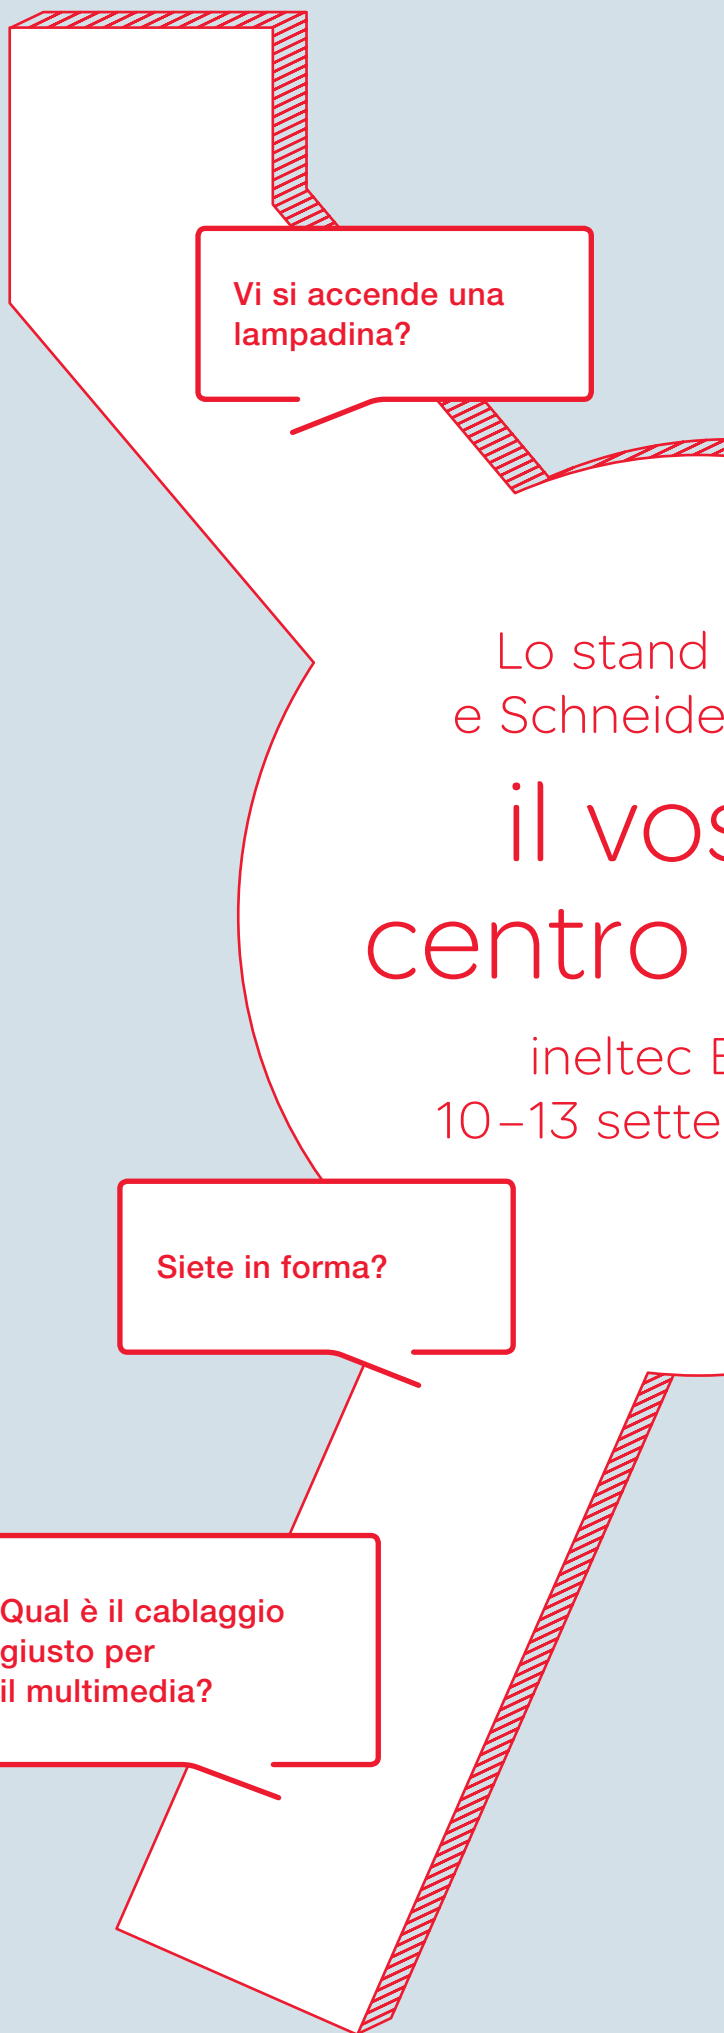 Vi si accende una
lampadina?
Lo stand
e Schneide
il vos
centro
ineltec B
10–13 sette
Siete in forma?
Qual è il cablaggio
giusto per
il multimedia?